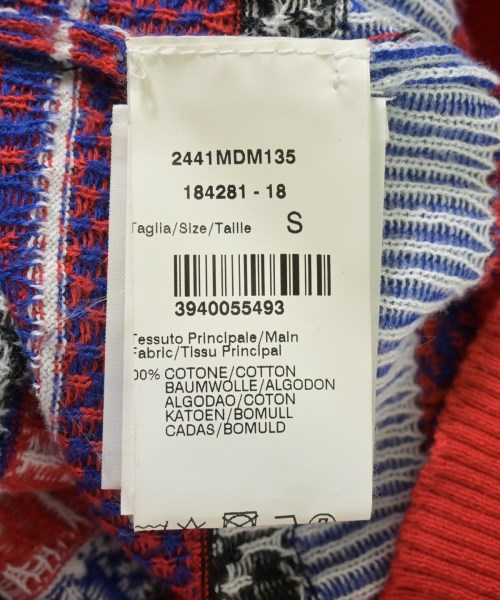 2441MDM135
184281 - 18
Taglia/Size/Taille S
3940055493
Tessuto Principale/Main
Fabric/Tissu Principal
00% COTONE/COTTON
BAUMWOLLE/ALGODON
ALGODAO/COTON
KATOEN/BOMULL
CADAS/BOMULD